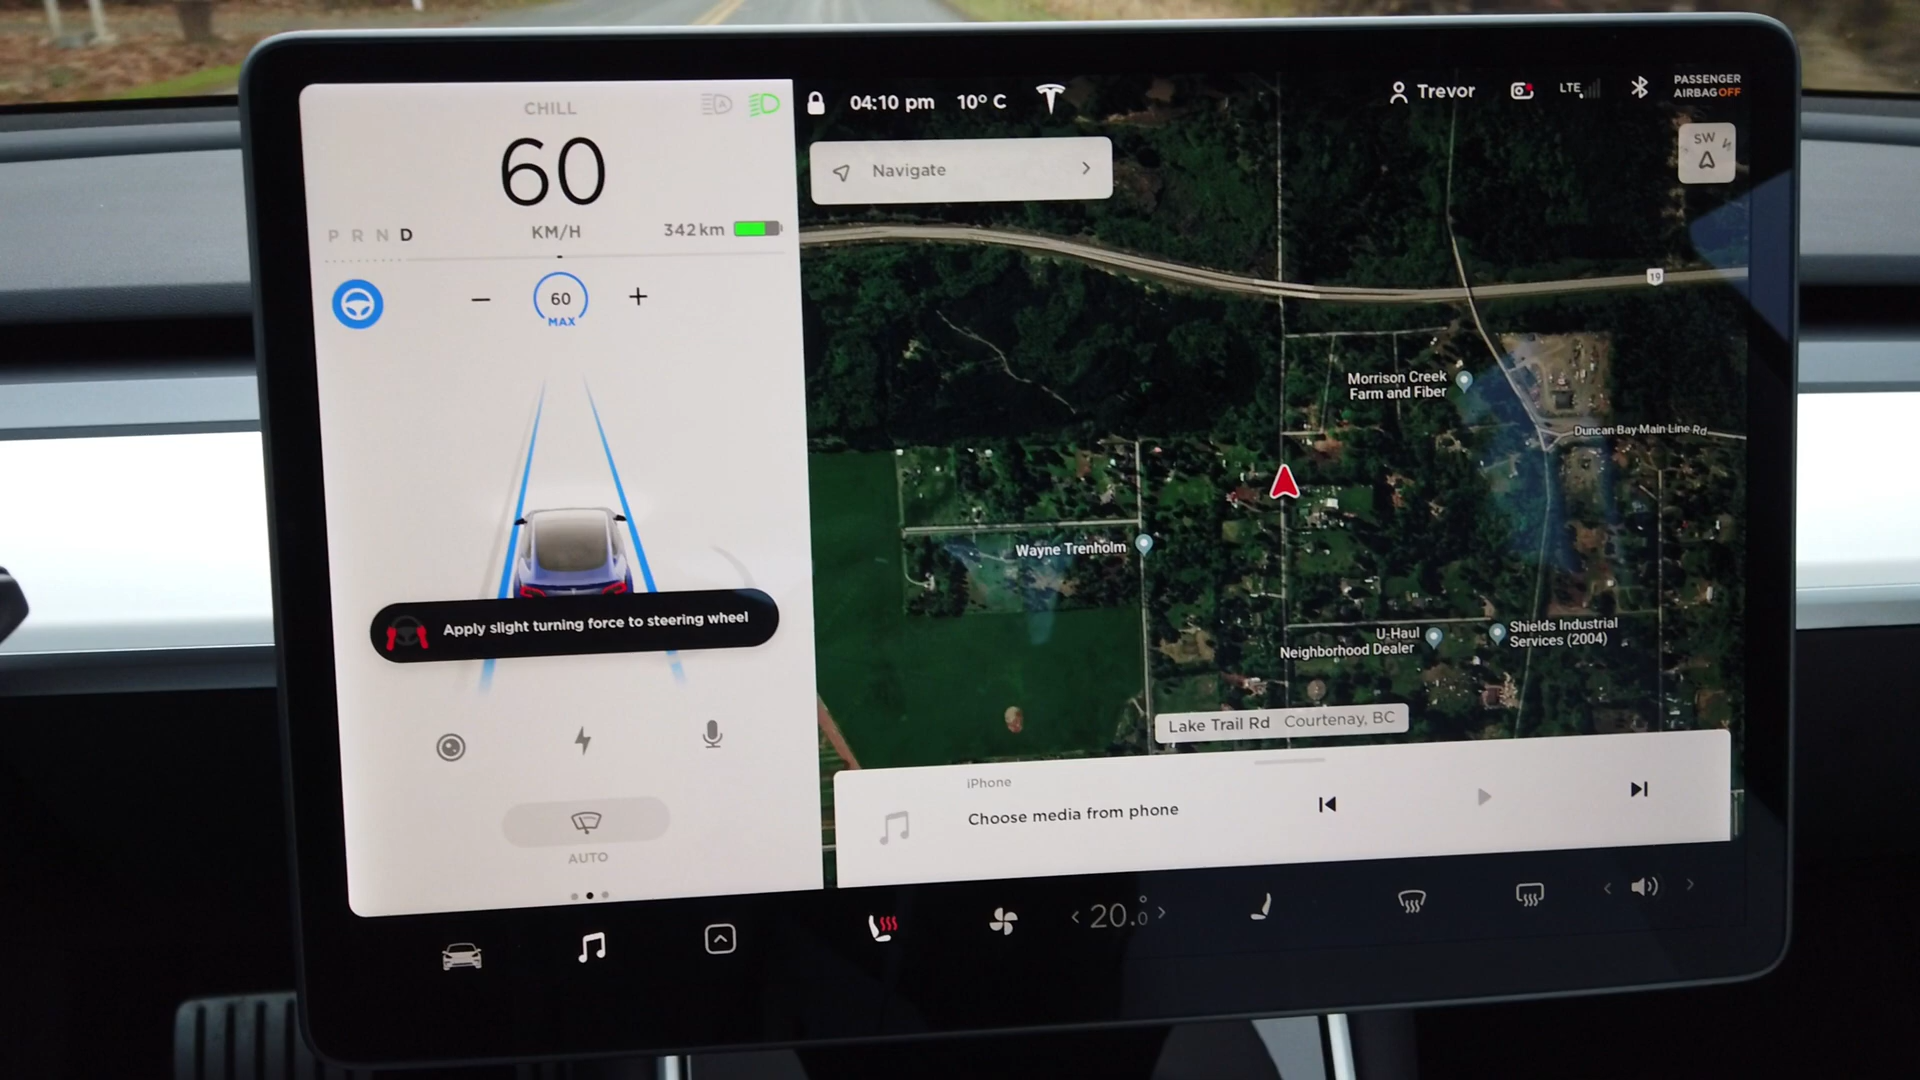 CHILL
60
KM/H
P R N D
342 km
60
MAX
Apply slight turning force to steering wheel
AUTO
04:10 pm 10° C
Trevor
LTE
PASSENGER
AIRBAG OFF
Navigate
SW
19
Morrison Creek
Farm and Fiber
Duncan Bay Main Line Rd
Wayne Trenholm
U-Haul
Neighborhood Dealer
Shields Industrial
Services (2004)
Lake Trail Rd Courtenay, BC
iPhone
Choose media from phone
20.0°